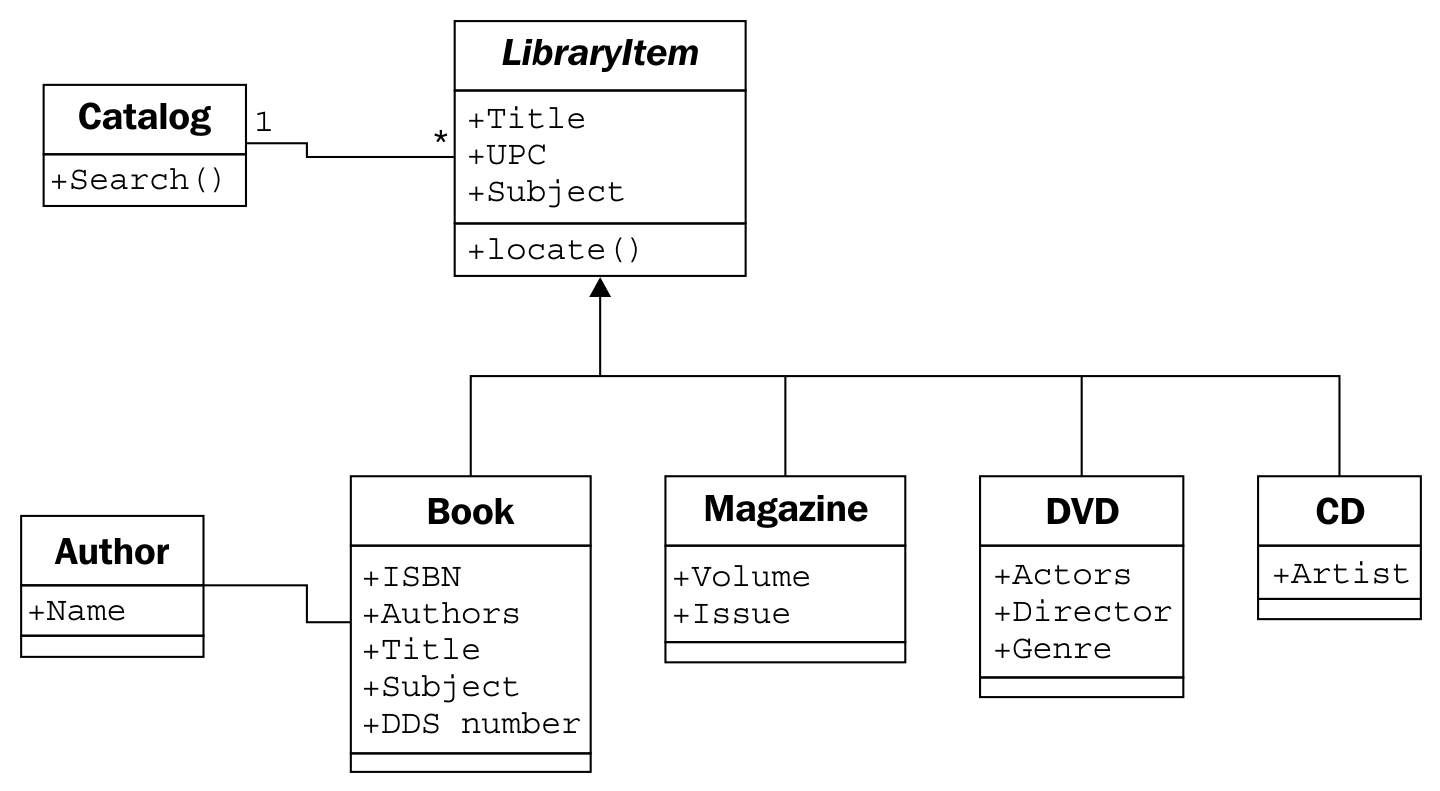 LibraryItem
+Title
+UPC
+Subject
+locate()
Catalog
+Search()
1
*
Author
+Name
Book
+ISBN
+Authors
+Title
+Subject
+DDS number
Magazine
+Volume
+Issue
DVD
+Actors
+Director
+Genre
CD
+Artist